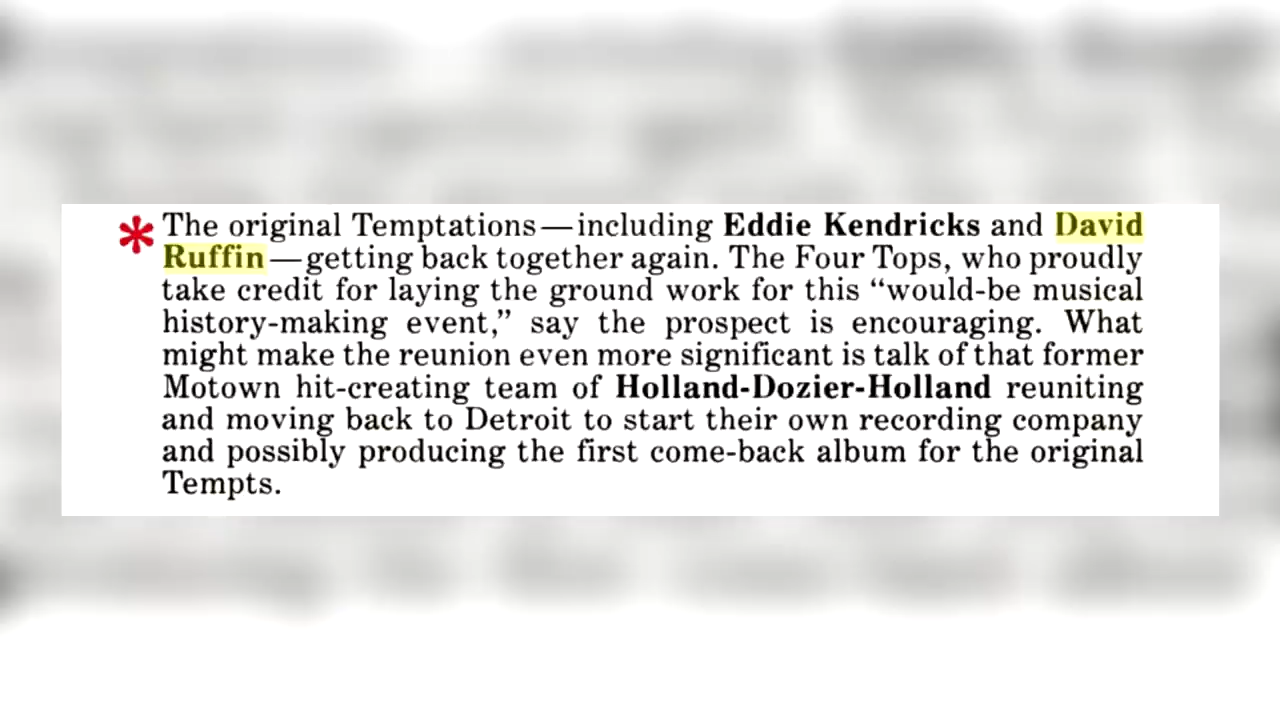 * The original Temptations—including Eddie Kendricks and David
Ruffin—getting back together again. The Four Tops, who proudly
take credit for laying the ground work for this “would-be musical
history-making event,” say the prospect is encouraging. What
might make the reunion even more significant is talk of that former
Motown hit-creating team of Holland-Dozier-Holland reuniting
and moving back to Detroit to start their own recording company
and possibly producing the first come-back album for the original
Tempts.